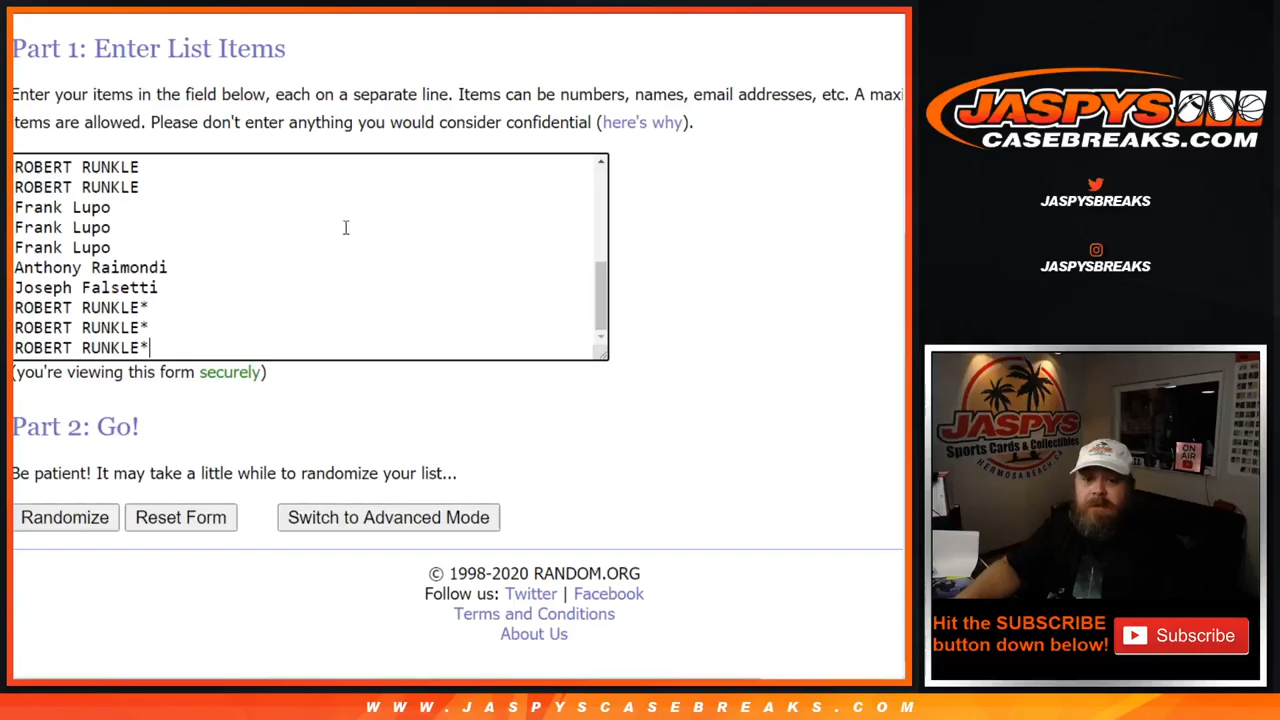 Part 1: Enter List Items
Enter your items in the field below, each on a separate line. Items can be numbers, names, email addresses, etc. A maxi
tems are allowed. Please don't enter anything you would consider confidential (here's why).
ROBERT RUNKLE
ROBERT RUNKLE
Frank Lupo
Frank Lupo
Frank Lupo
Anthony Raimondi
Joseph Falsetti
ROBERT RUNKLE*
ROBERT RUNKLE*
ROBERT RUNKLE*
(you're viewing this form securely)
Part 2: Go!
Be patient! It may take a little while to randomize your list...
Randomize
Reset Form
Switch to Advanced Mode
© 1998-2020 RANDOM.ORG
Follow us: Twitter | Facebook
Terms and Conditions
About Us
JASPYS
CASEBREAKS.COM
JASPYSBREAKS
JASPYSBREAKS
JASPYS
Sports Cards & Collectibles
HERMOSA BEACH CA
ON
AIR
Hit the SUBSCRIBE
button down below!
Subscribe
WWW.JASPYSCASEBREAKS.COM